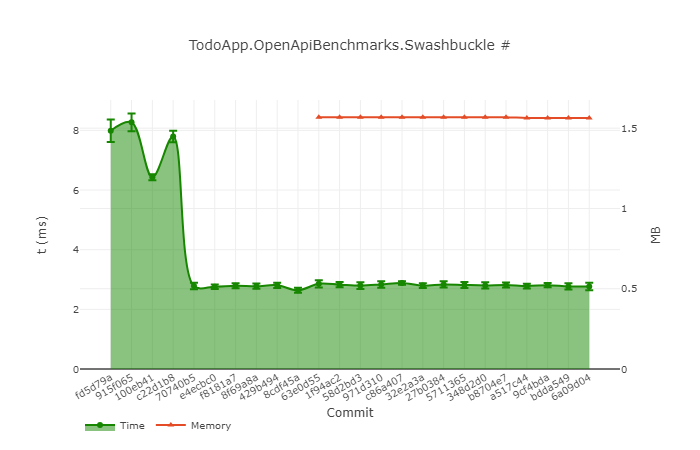 TodoApp.OpenApiBenchmarks.Swashbuckle #
8
6
4
2
0
t (ms)
1.5
1
0.5
0
MB
fd5d79a
915f065
100eb41
c22d1b8
70740b5
e4ecbc0
f8181a7
8f69a8a
429b494
8cdf45a
63e0d55
1f94ac2
58d2bd3
971d310
c86a407
32e2a3a
27b0384
5711365
348d2d0
b8704e7
a517c44
9cf4bda
bdda549
6a09d04
Commit
Time
Memory